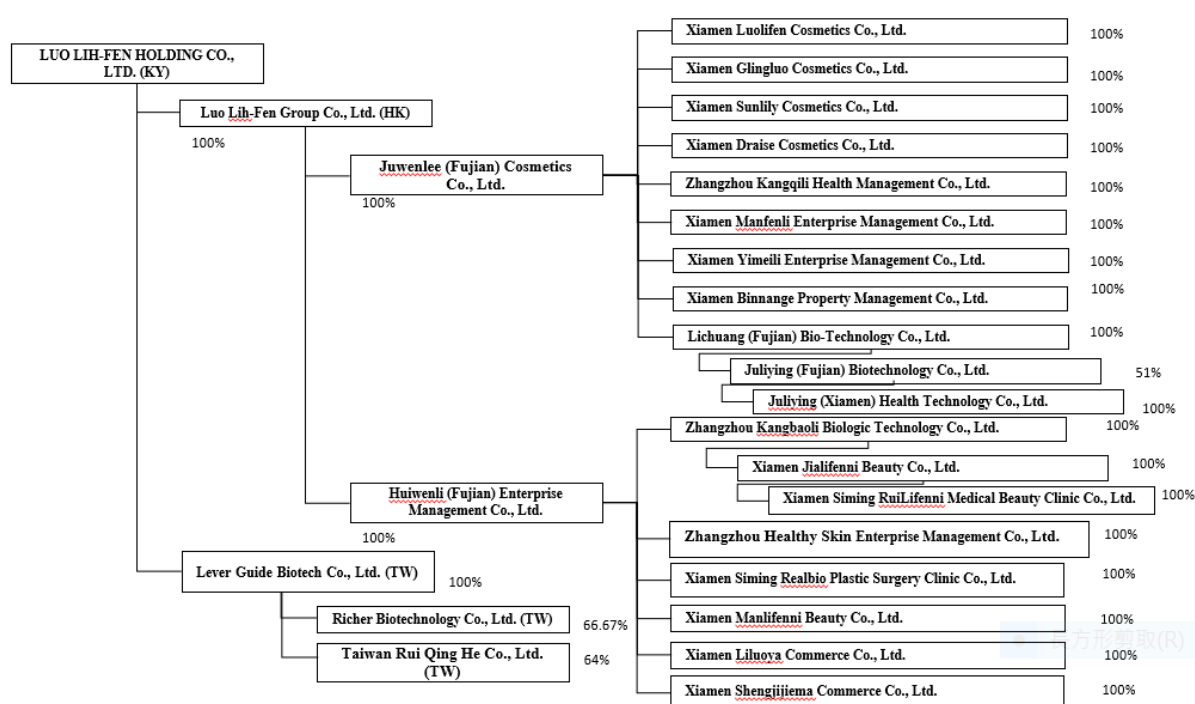 LUO LIH-FEN HOLDING CO.,
LTD. (KY)
Luo Lih-Fen Group Co., Ltd. (HK)
100%
Juwenlee (Fujian) Cosmetics
Co., Ltd.
100%
Xiamen Luolifen Cosmetics Co., Ltd.
100%
Xiamen Glingluo Cosmetics Co., Ltd.
100%
Xiamen Sunlily Cosmetics Co., Ltd.
100%
Xiamen Draise Cosmetics Co., Ltd.
100%
Zhangzhou Kangqili Health Management Co., Ltd.
100%
Xiamen Manfenli Enterprise Management Co., Ltd.
100%
Xiamen Yimeili Enterprise Management Co., Ltd.
100%
Xiamen Binnange Property Management Co., Ltd.
100%
Lichuang (Fujian) Bio-Technology Co., Ltd.
100%
Juliying (Fujian) Biotechnology Co., Ltd.
51%
Juliying (Xiamen) Health Technology Co., Ltd.
100%
Huiwenli (Fujian) Enterprise
Management Co., Ltd.
100%
Zhangzhou Kangbaoli Biologic Technology Co., Ltd.
100%
Xiamen Jialifenni Beauty Co., Ltd.
100%
Xiamen Siming RuiLifenni Medical Beauty Clinic Co., Ltd.
100%
Zhangzhou Healthy Skin Enterprise Management Co., Ltd.
100%
Xiamen Siming Realbio Plastic Surgery Clinic Co., Ltd.
100%
Xiamen Manlifenni Beauty Co., Ltd.
100%
Xiamen Liluoya Commerce Co., Ltd.
100%
Xiamen Shengjijiema Commerce Co., Ltd.
100%
Lever Guide Biotech Co., Ltd. (TW)
100%
Richer Biotechnology Co., Ltd. (TW)
66.67%
Taiwan Rui Qing He Co., Ltd.
(TW)
64%
長方形剪取(R)